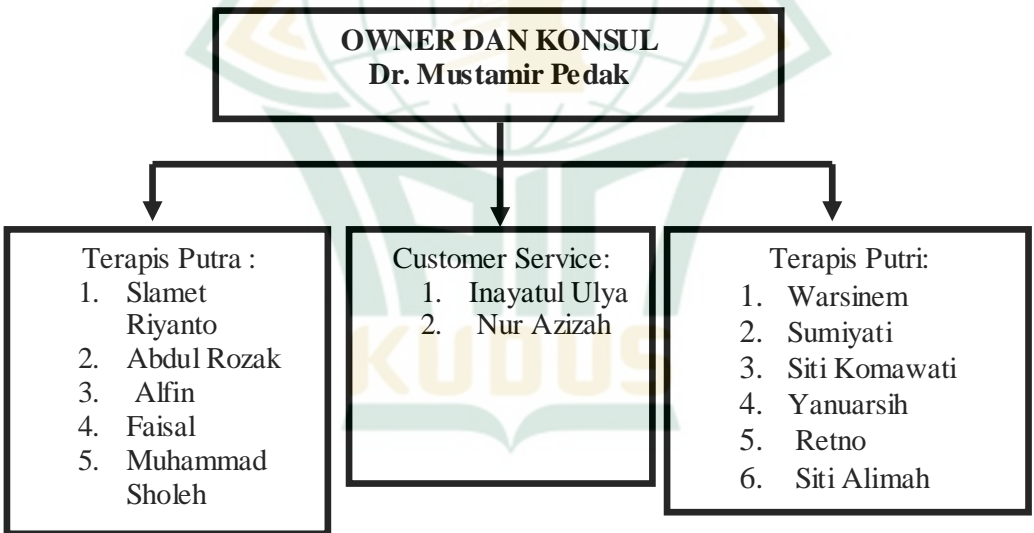 OWNER DAN KONSUL
Dr. Mustamir Pedak
Terapis Putra :
1. Slamet
Riyanto
2. Abdul Rozak
3. Alfin
4. Faisal
5. Muhammad
Sholeh
Customer Service:
1. Inayatul Ulya
2. Nur Azizah
Terapis Putri:
1. Warsinem
2. Sumiyati
3. Siti Komawati
4. Yanuarsih
5. Retno
6. Siti Alimah
KUDUS